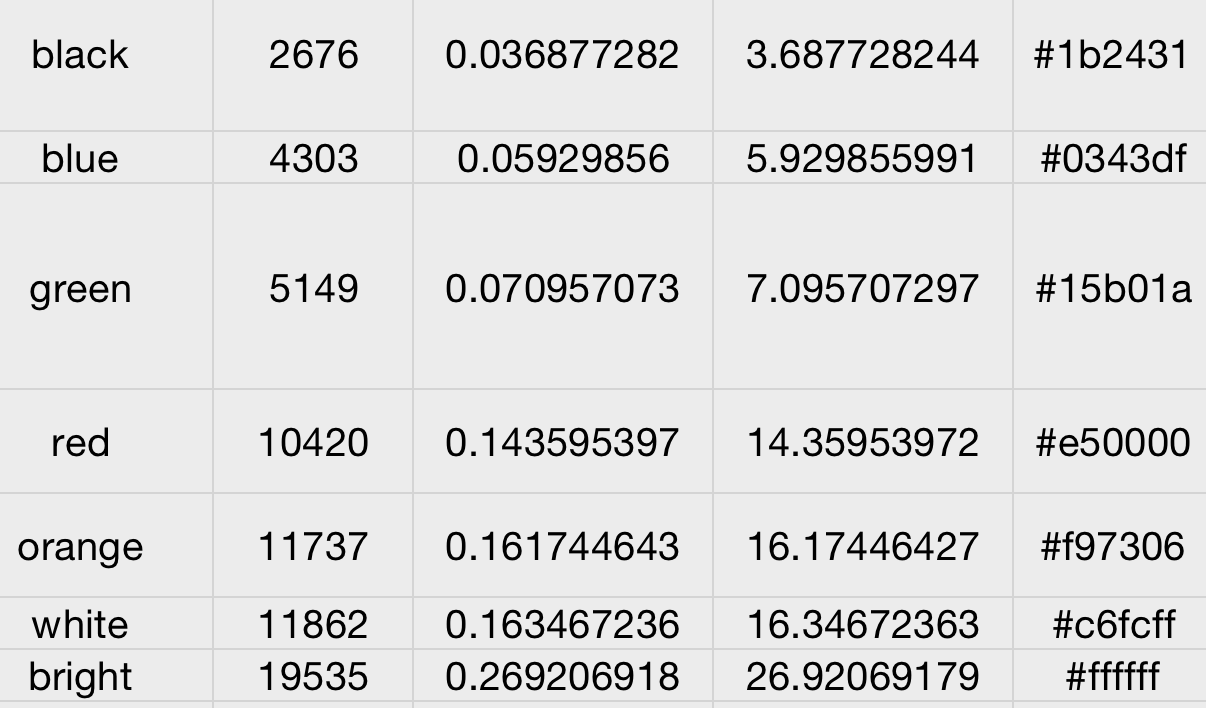 black 2676 0.036877282 3.687728244 #1b2431
blue 4303 0.05929856 5.929855991 #0343df
green 5149 0.070957073 7.095707297 #15b01a
red 10420 0.143595397 14.35953972 #e50000
orange 11737 0.161744643 16.17446427 #f97306
white 11862 0.163467236 16.34672363 #c6fcff
bright 19535 0.269206918 26.92069179 #ffffff